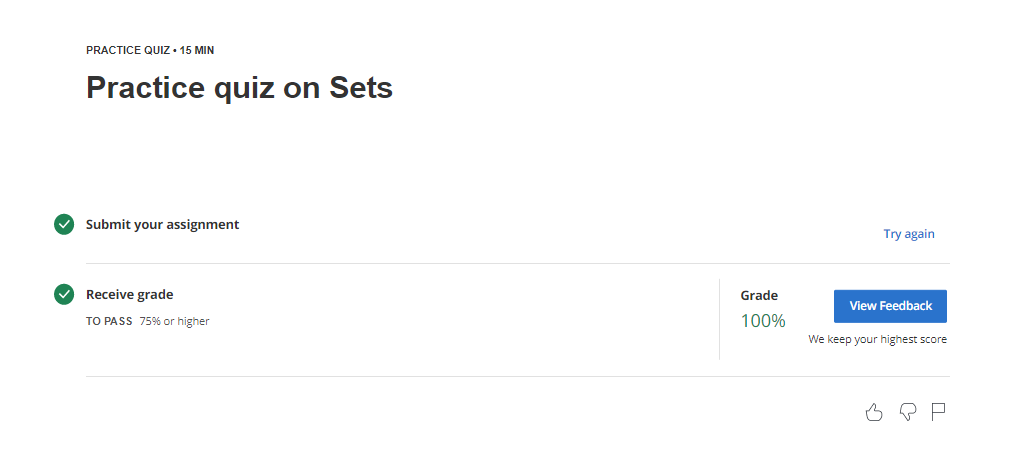 PRACTICE QUIZ • 15 MIN
Practice quiz on Sets
Submit your assignment
Try again
Receive grade
TO PASS 75% or higher
Grade
100%
View Feedback
We keep your highest score